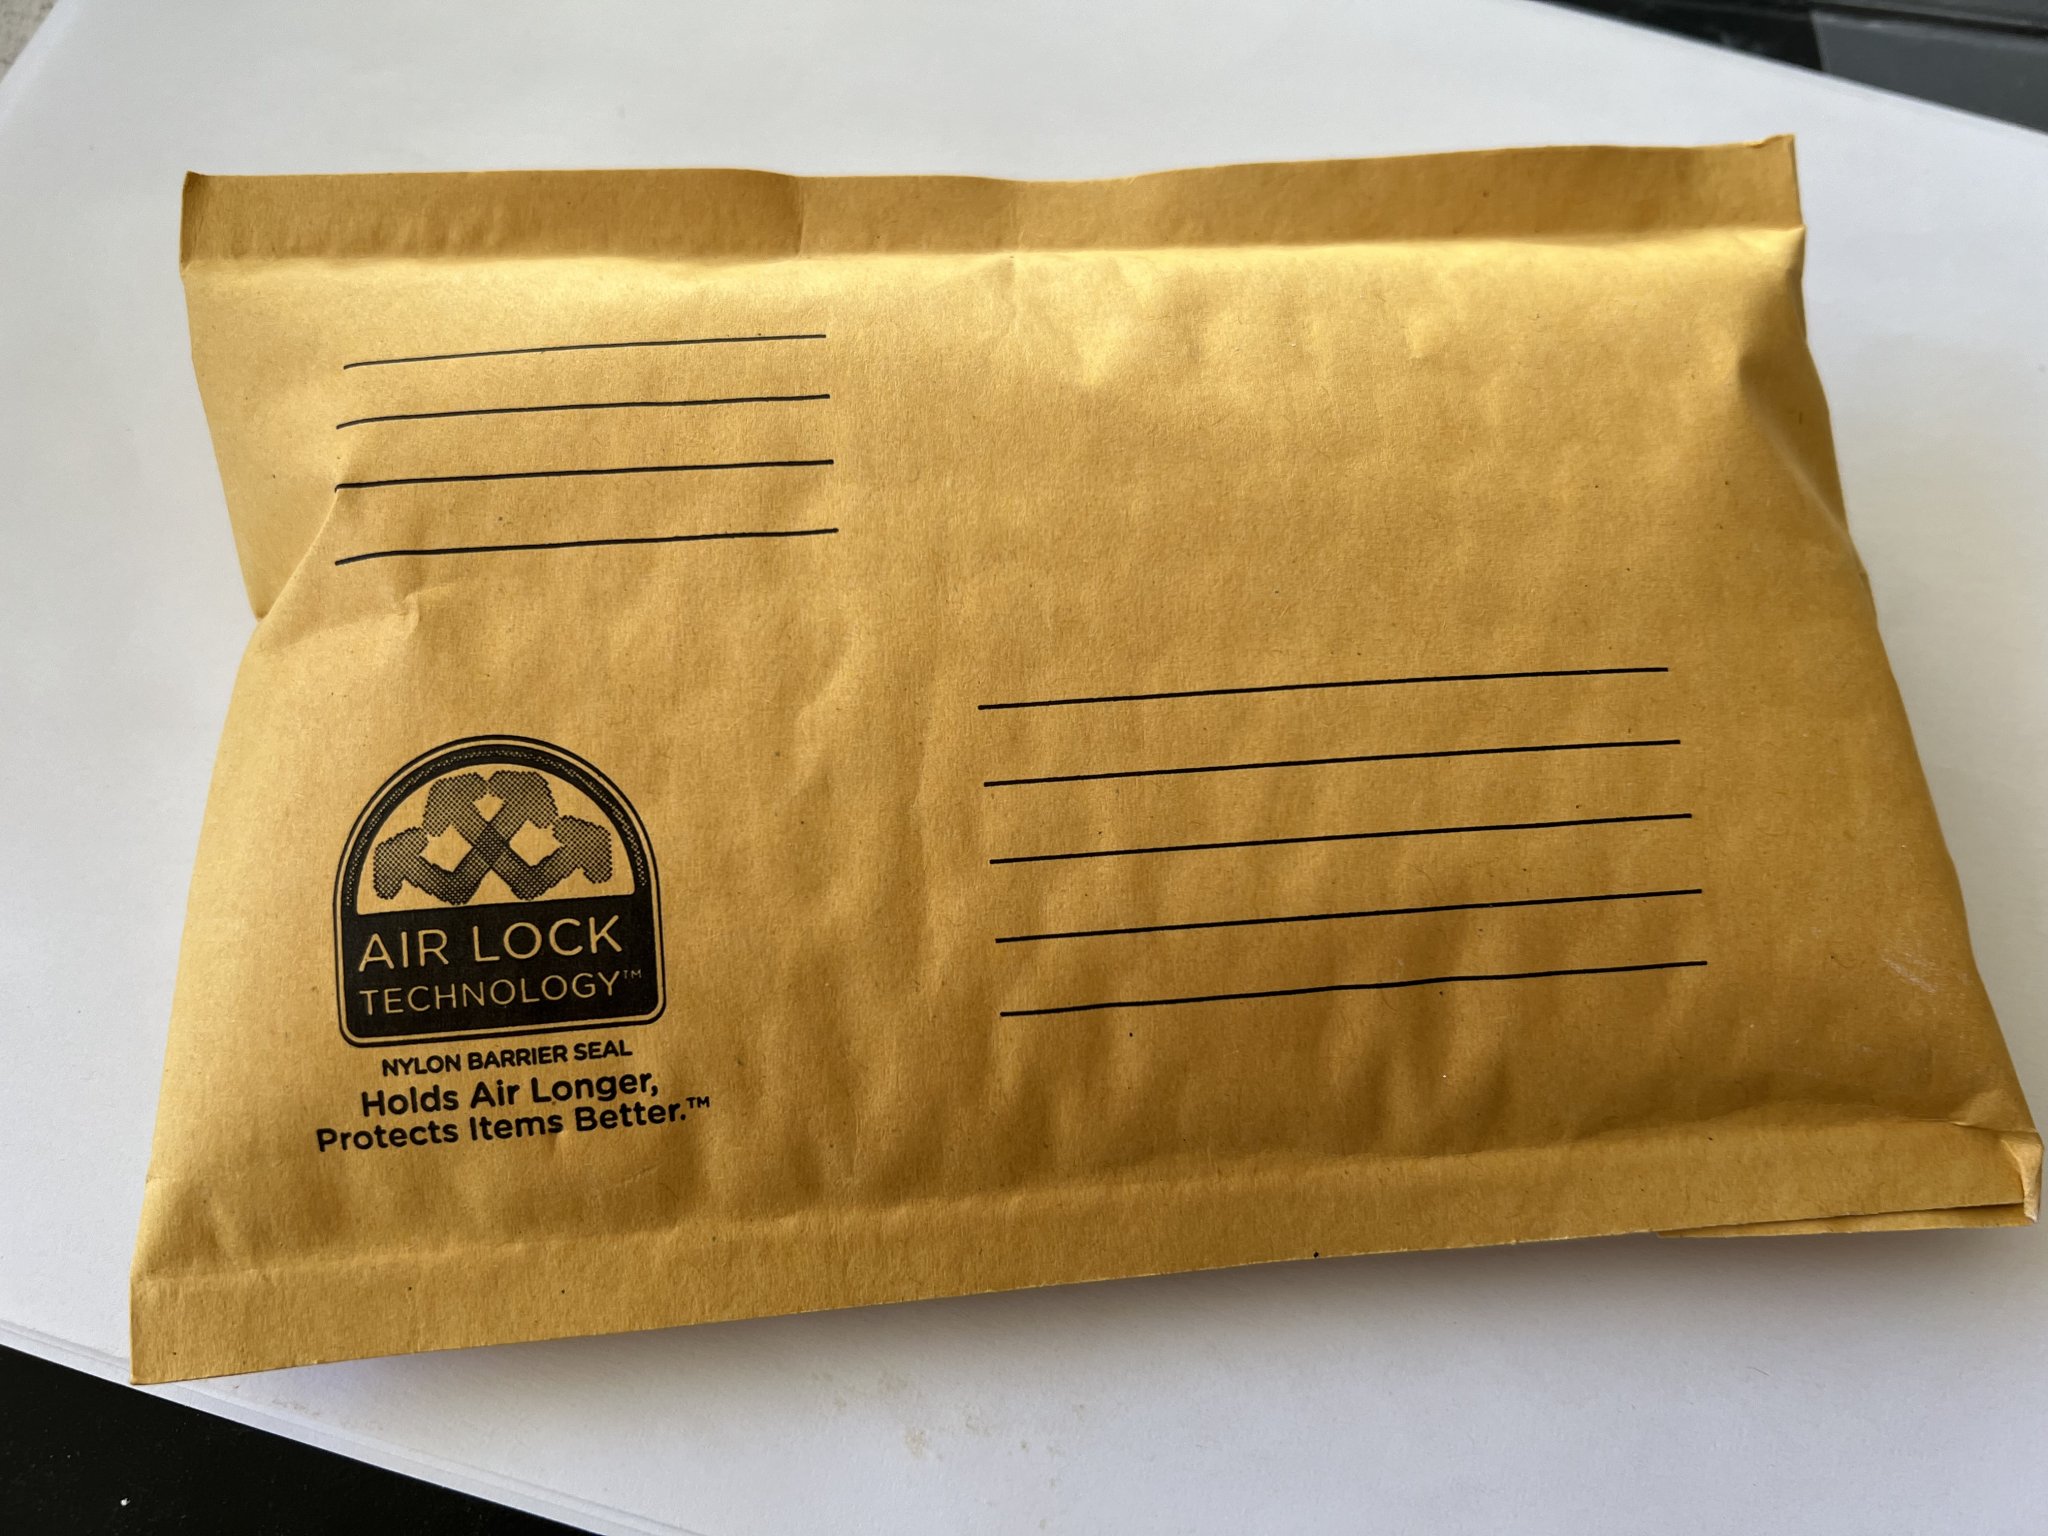 AIR LOCK
TECHNOLOGY™
NYLON BARRIER SEAL
Holds Air Longer,
Protects Items Better.™